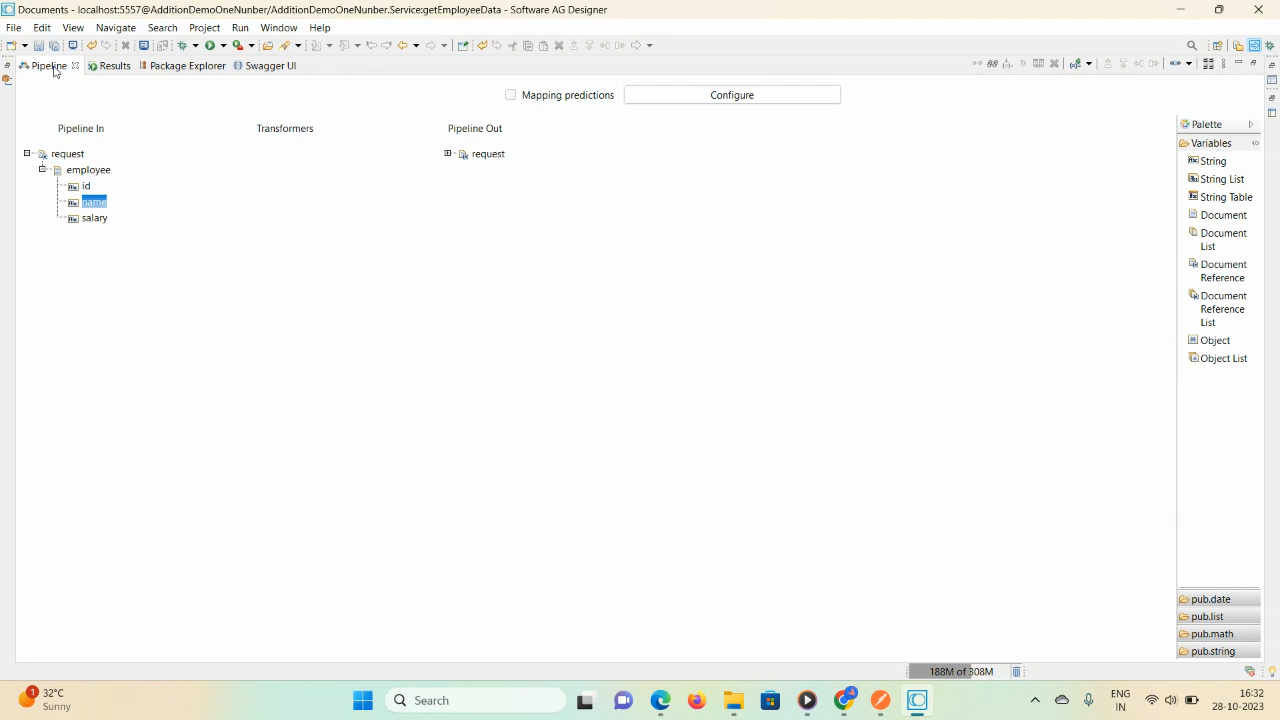 Documents - localhost:5557@AdditionDemoOneNunber/AdditionDemoOneNunber.Service:getEmployeeData - Software AG Designer
File Edit View Navigate Search Project Run Window Help
Pipeline Results Package Explorer Swagger UI
Mapping predictions Configure
Pipeline In Transformers Pipeline Out
request
employee
id
name
salary
request
Palette
Variables
String
String List
String Table
Document
Document
List
Document
Reference
Document
Reference
List
Object
Object List
pub.date
pub.list
pub.math
pub.string
188M of 308M
1
32°C
Sunny
Search
ENG
IN
16:32
28-10-2023